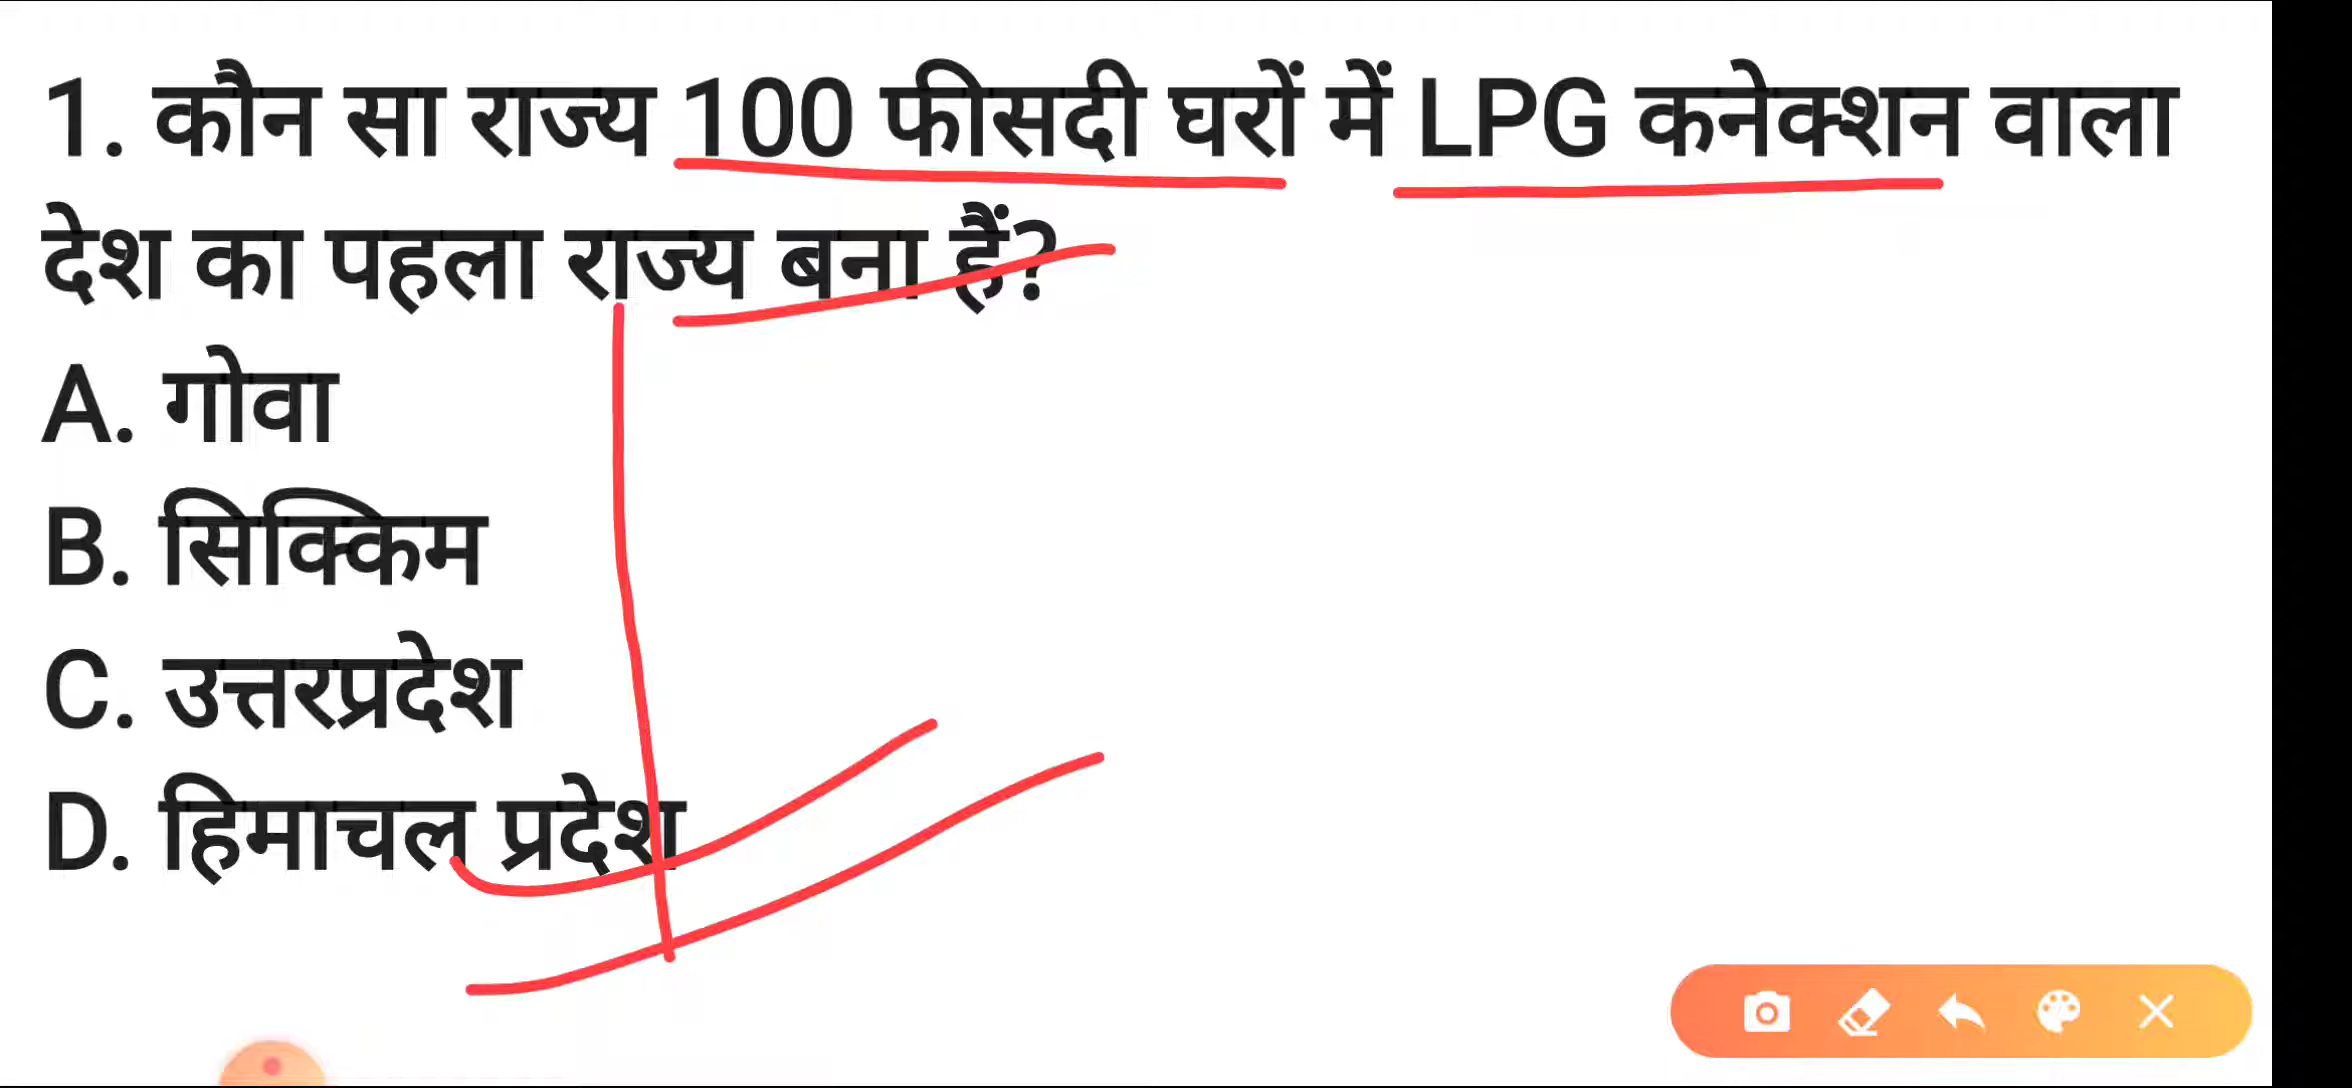 1. कौन सा राज्य 100 फीसदी घरों में LPG कनेक्शन वाला
देश का पहला राज्य बना हैं?
A. गोवा
B. सिक्किम
C. उत्तरप्रदेश
D. हिमाचल प्रदेश